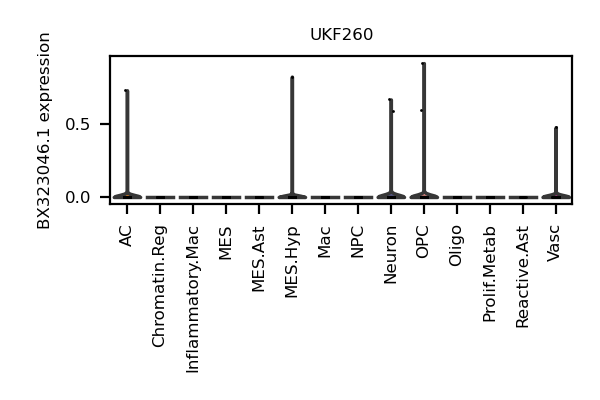 UKF260
BX323046.1 expression
0.5
0.0
AC
Chromatin.Reg
Inflammatory.Mac
MES
MES.Ast
MES.Hyp
Mac
NPC
Neuron
OPC
Oligo
Prolif.Metab
Reactive.Ast
Vasc